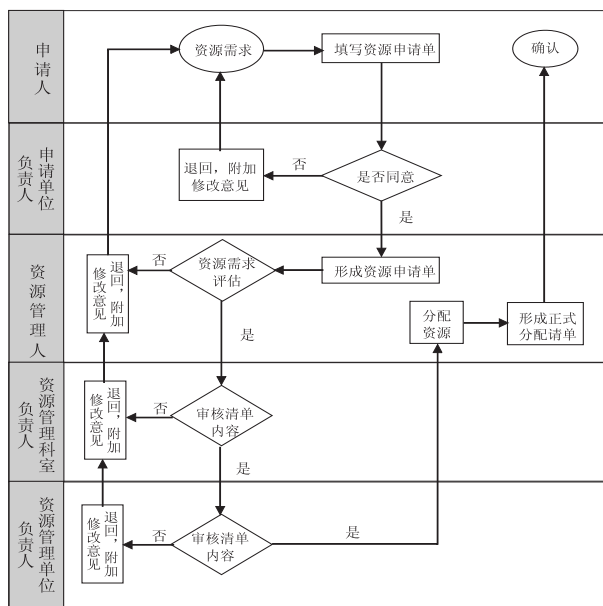 申请人
资源需求
填写资源申请单
确认
申请单位
负责人
退回，附加
修改意见
否
是否同意
是
资源管理人
退回，附加
修改意见
否
资源需求
评估
形成资源申请单
是
分配
资源
形成正式
分配请单
资源管理科室
负责人
退回，附加
修改意见
否
审核清单
内容
是
资源管理单位
负责人
退回，附加
修改意见
否
审核清单
内容
是